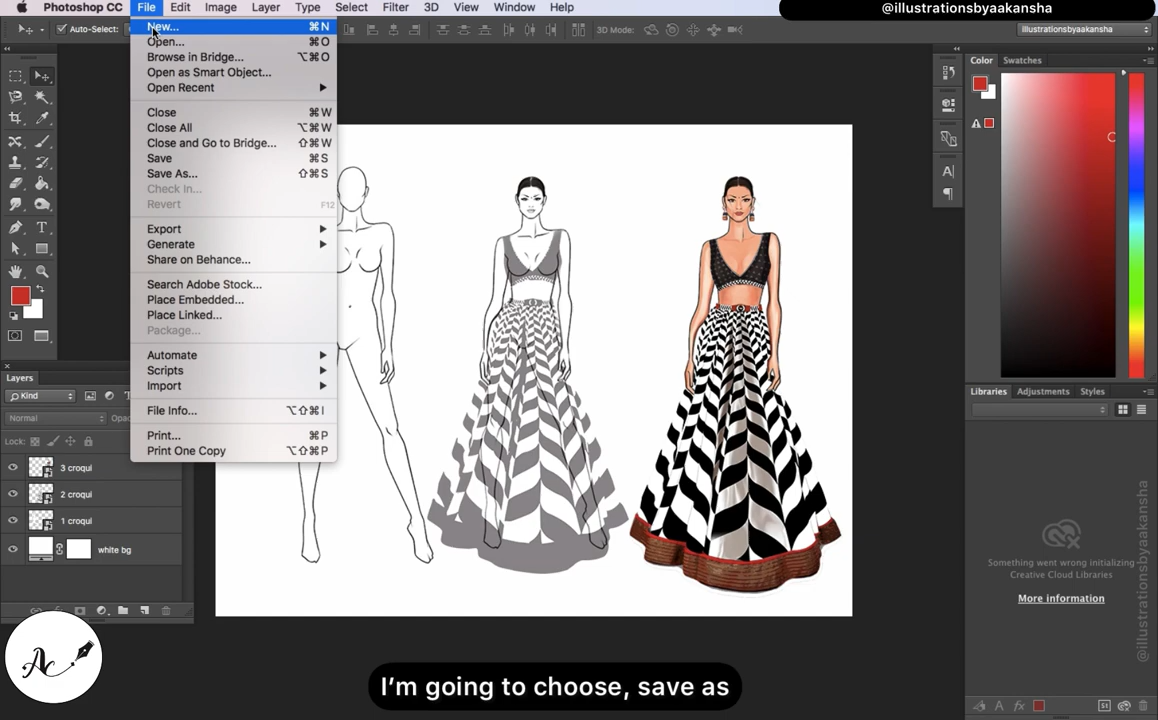 Photoshop CC File Edit Image Layer Type Select Filter 3D View Window Help
@illustrationsbyaakansha
Auto-Select: 3D Mode: illustrationsbyaakansha
New... ⌘N
Open... ⌘O
Browse in Bridge... ⌥⌘O
Open as Smart Object...
Open Recent
Close ⌘W
Close All ⌥⌘W
Close and Go to Bridge... ⇧⌘W
Save ⌘S
Save As... ⇧⌘S
Check In...
Revert F12
Export
Generate
Share on Behance...
Search Adobe Stock...
Place Embedded...
Place Linked...
Package...
Automate
Scripts
Import
File Info... ⌥⇧⌘I
Print... ⌘P
Print One Copy ⌥⇧⌘P
Layers
Kind
Normal Opac
Lock:
3 croqui
2 croqui
1 croqui
white bg
Color Swatches
Libraries Adjustments Styles
Something went wrong initializing
Creative Cloud Libraries
More information
@illustrationsbyaakansha
Ac
I'm going to choose, save as